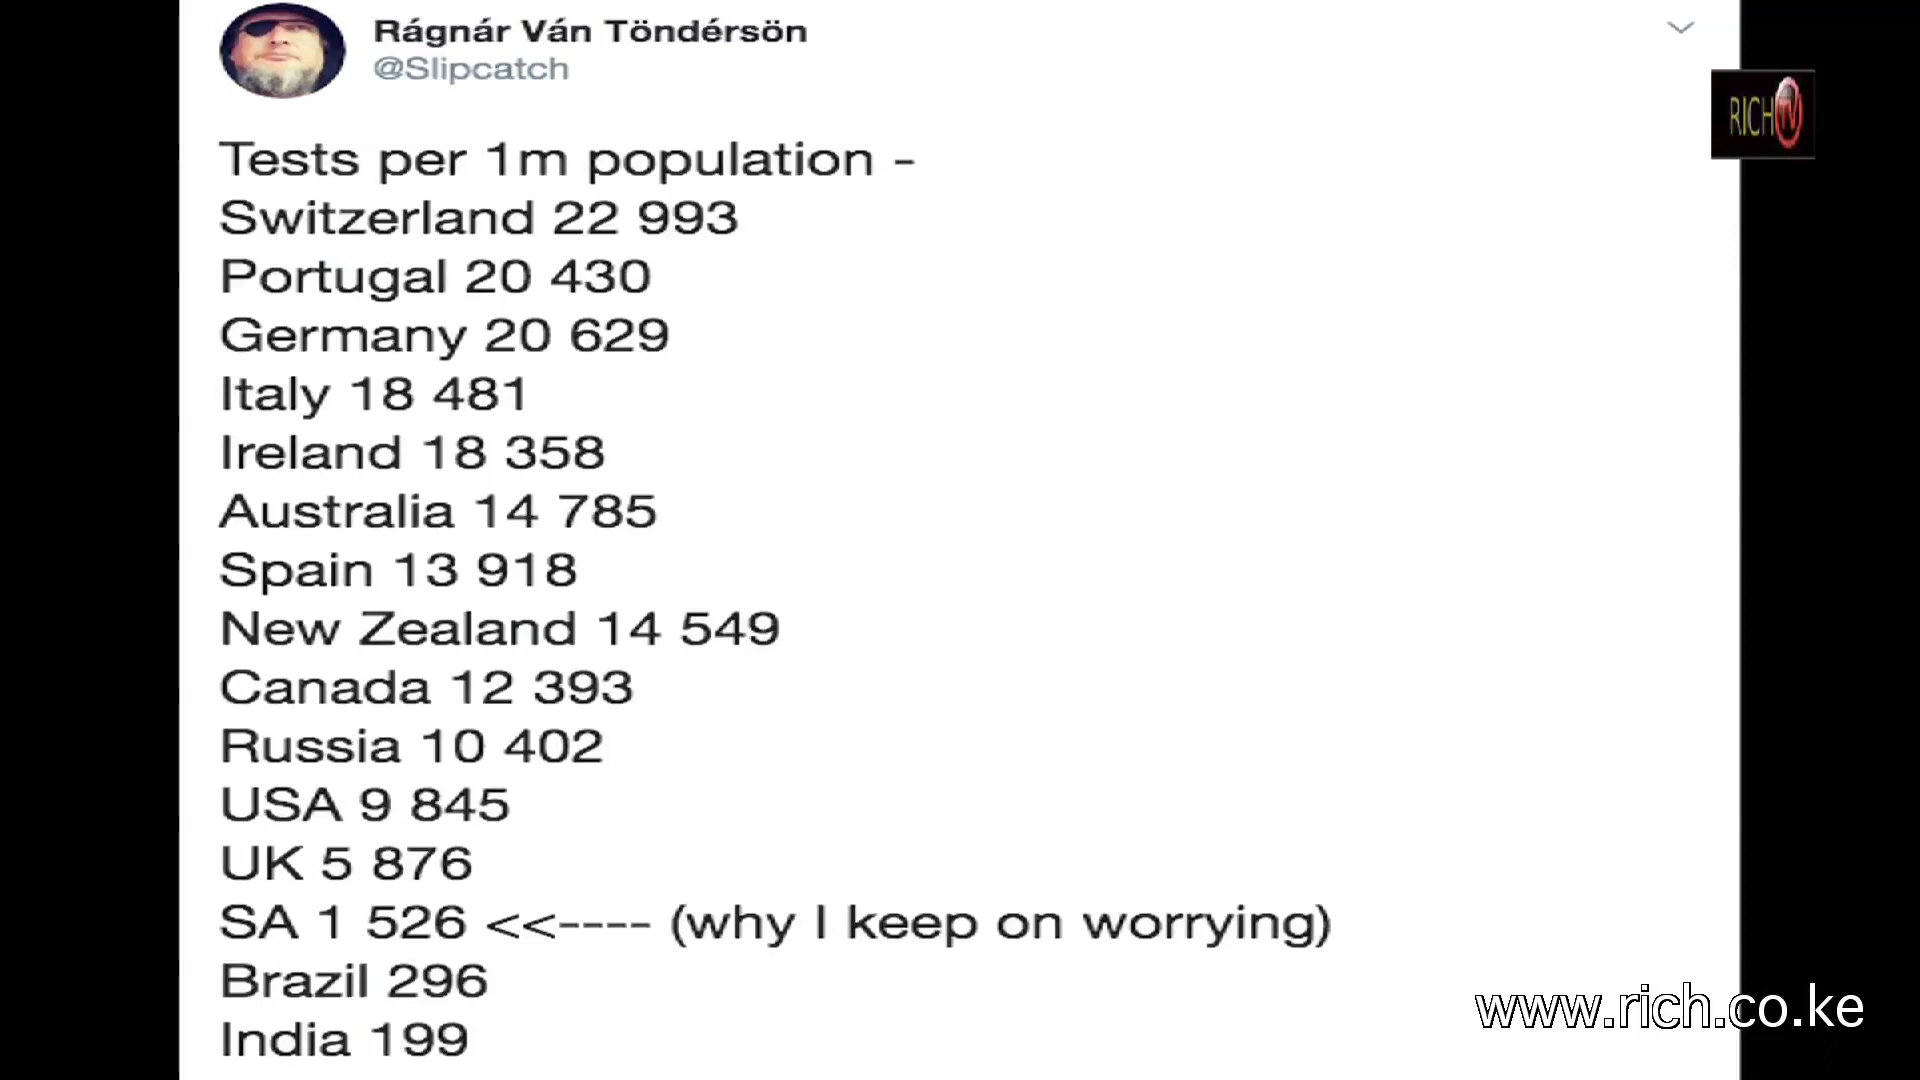 Rágnár Ván Töndérsön
@Slipcatch
RICH TV
Tests per 1m population -
Switzerland 22 993
Portugal 20 430
Germany 20 629
Italy 18 481
Ireland 18 358
Australia 14 785
Spain 13 918
New Zealand 14 549
Canada 12 393
Russia 10 402
USA 9 845
UK 5 876
SA 1 526 <<---- (why I keep on worrying)
Brazil 296
India 199
www.rich.co.ke